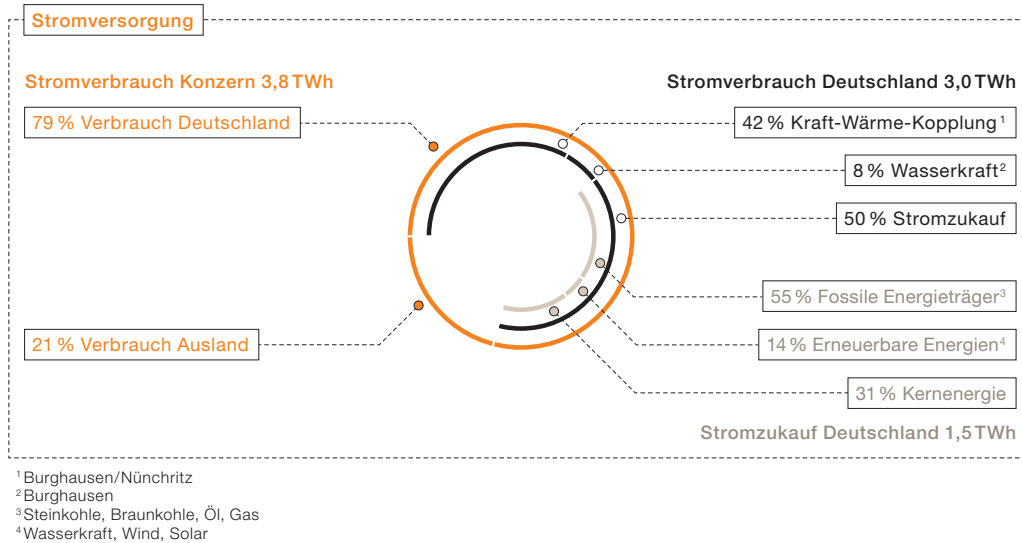 Stromversorgung
Stromverbrauch Konzern 3,8 TWh
79 % Verbrauch Deutschland
21 % Verbrauch Ausland
Stromverbrauch Deutschland 3,0 TWh
42 % Kraft-Wärme-Kopplung¹
8 % Wasserkraft²
50 % Stromzukauf
55 % Fossile Energieträger³
14 % Erneuerbare Energien⁴
31 % Kernenergie
Stromzukauf Deutschland 1,5 TWh
¹ Burghausen/Nünchritz
² Burghausen
³ Steinkohle, Braunkohle, Öl, Gas
⁴ Wasserkraft, Wind, Solar